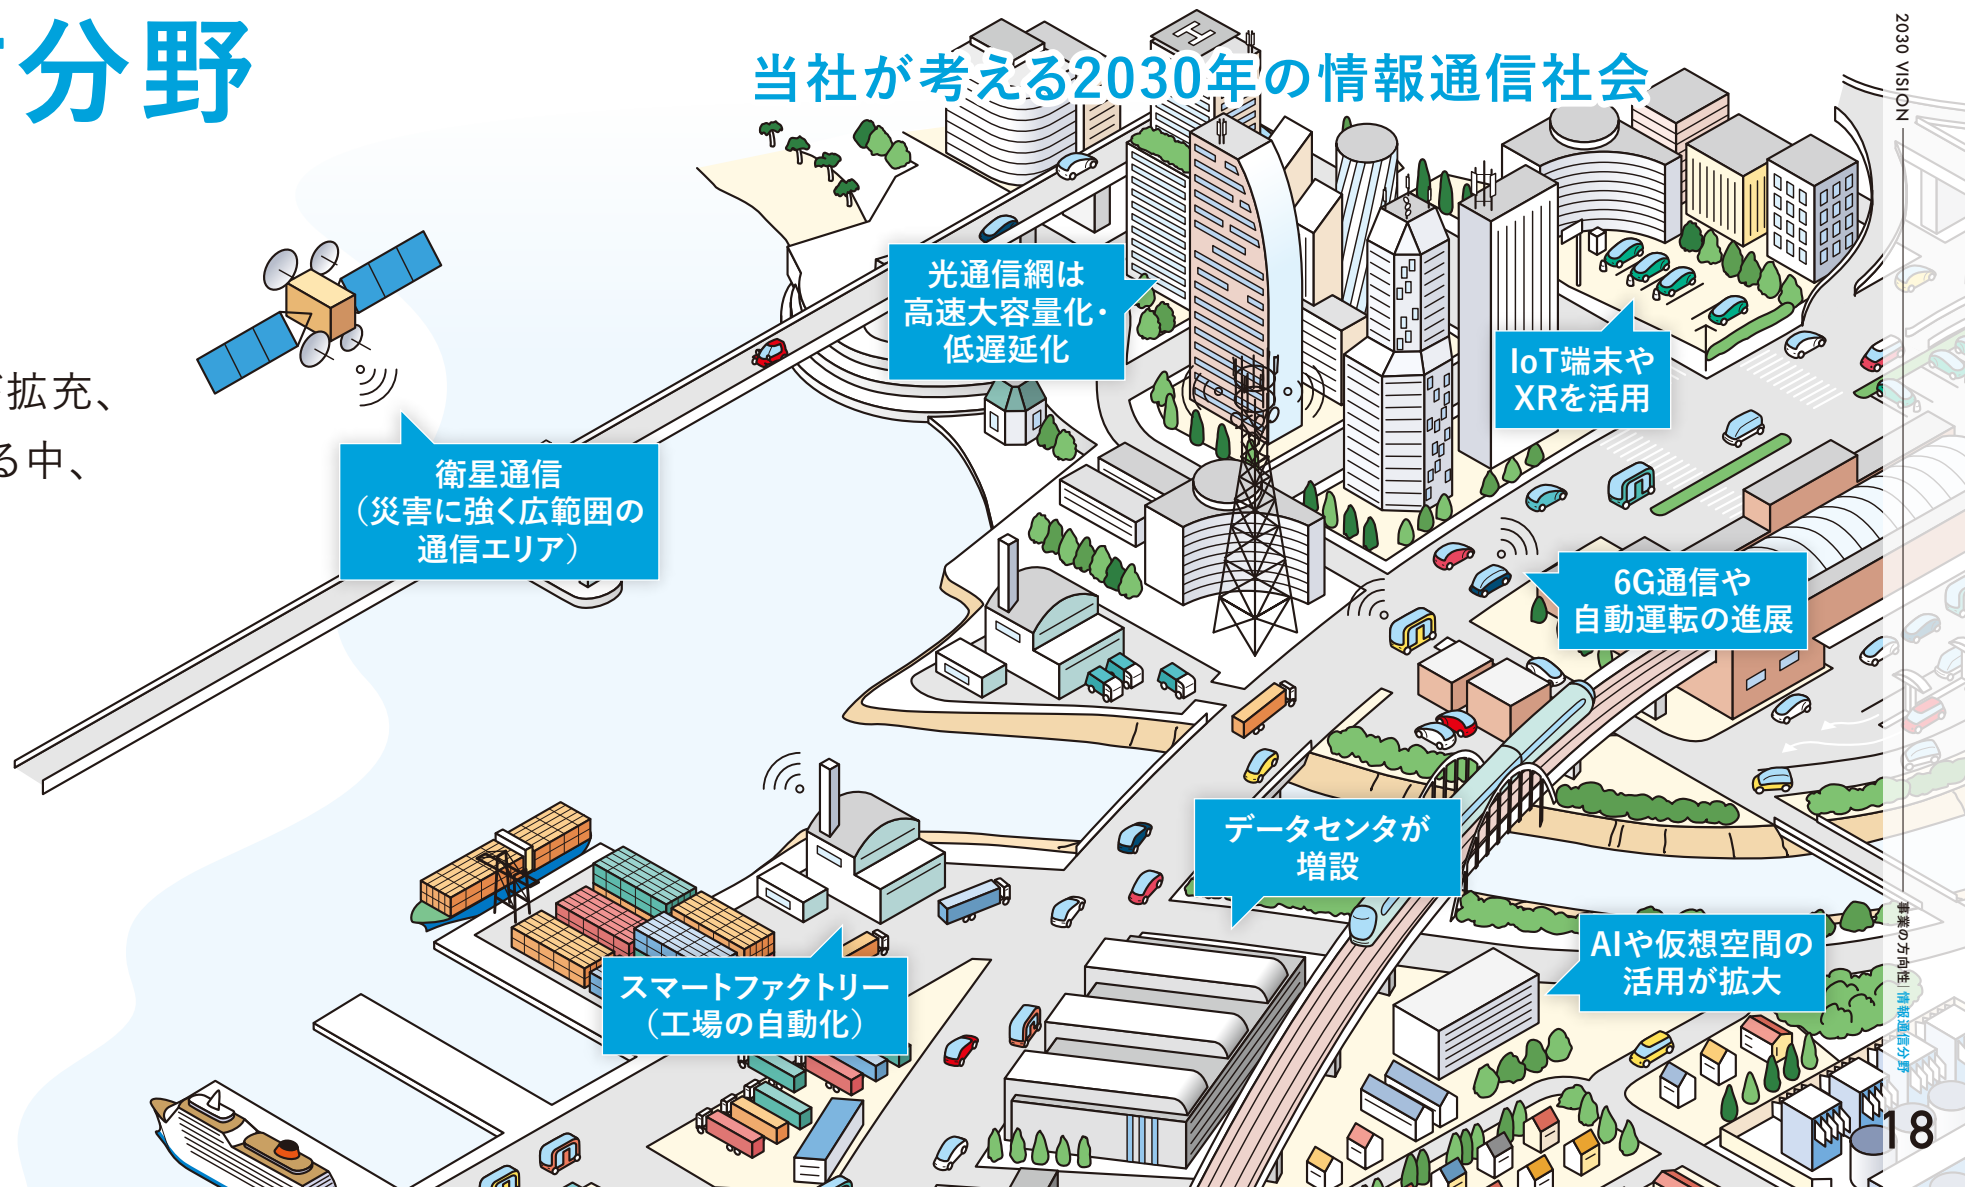 分野
当社が考える2030年の情報通信社会
拡充、
る中、
光通信網は
高速大容量化・
低遅延化
IoT端末や
XRを活用
衛星通信
（災害に強く広範囲の
通信エリア）
6G通信や
自動運転の進展
データセンタが
増設
AIや仮想空間の
活用が拡大
スマートファクトリー
（工場の自動化）
H
2030 VISION
事業の方向性 | 情報通信分野
18